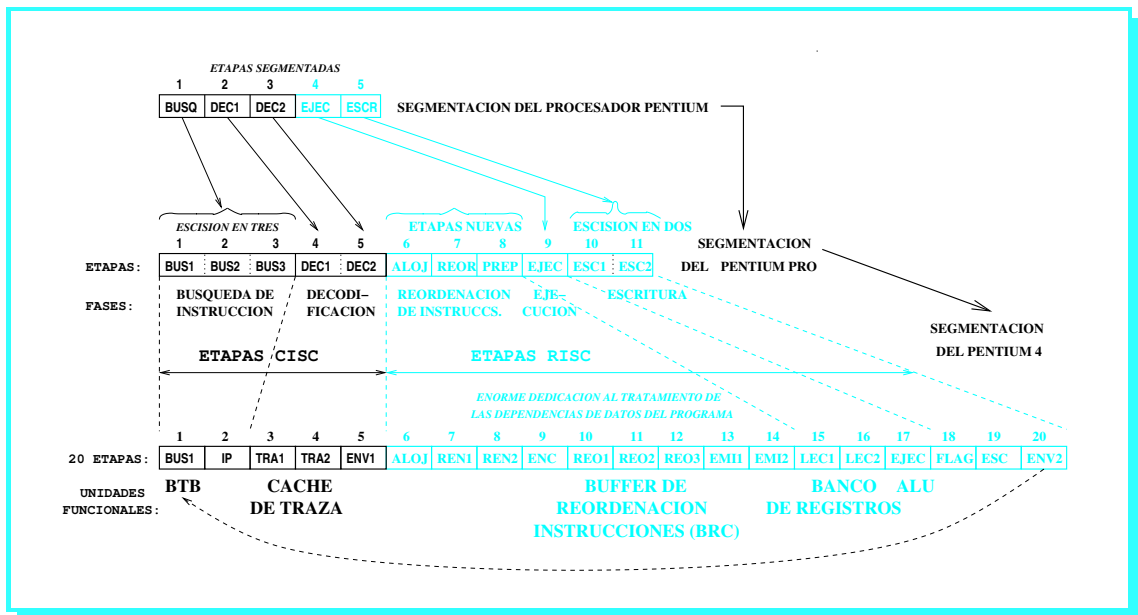 ETAPAS SEGMENTADAS
1 2 3 4 5
BUSQ DEC1 DEC2 EJEC ESCR SEGMENTACION DEL PROCESADOR PENTIUM
ESCISION EN TRES ETAPAS NUEVAS ESCISION EN DOS
1 2 3 4 5 6 7 8 9 10 11
SEGMENTACION
DEL PENTIUM PRO
ETAPAS: BUS1 BUS2 BUS3 DEC1 DEC2 ALOJ REOR PREP EJEC ESC1 ESC2
FASES:
BUSQUEDA DE
INSTRUCCION
DECODI–
FICACION
REORDENACION
DE INSTRUCCS.
EJE–
CUCION
ESCRITURA
SEGMENTACION
DEL PENTIUM 4
ETAPAS CISC ETAPAS RISC
ENORME DEDICACION AL TRATAMIENTO DE
LAS DEPENDENCIAS DE DATOS DEL PROGRAMA
1 2 3 4 5 6 7 8 9 10 11 12 13 14 15 16 17 18 19 20
20 ETAPAS: BUS1 IP TRA1 TRA2 ENV1 ALOJ REN1 REN2 ENC REO1 REO2 REO3 EMI1 EMI2 LEC1 LEC2 EJEC FLAG ESC ENV2
UNIDADES
FUNCIONALES:
BTB
CACHE
DE TRAZA
BUFFER DE
REORDENACION
INSTRUCCIONES (BRC)
BANCO ALU
DE REGISTROS